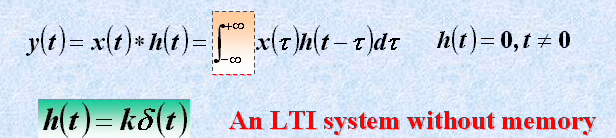 y(t) = x(t) * h(t) = ∫_{-∞}^{+∞} x(τ)h(t − τ)dτ   h(t) = 0, t ≠ 0
h(t) = kδ(t)   An LTI system without memory